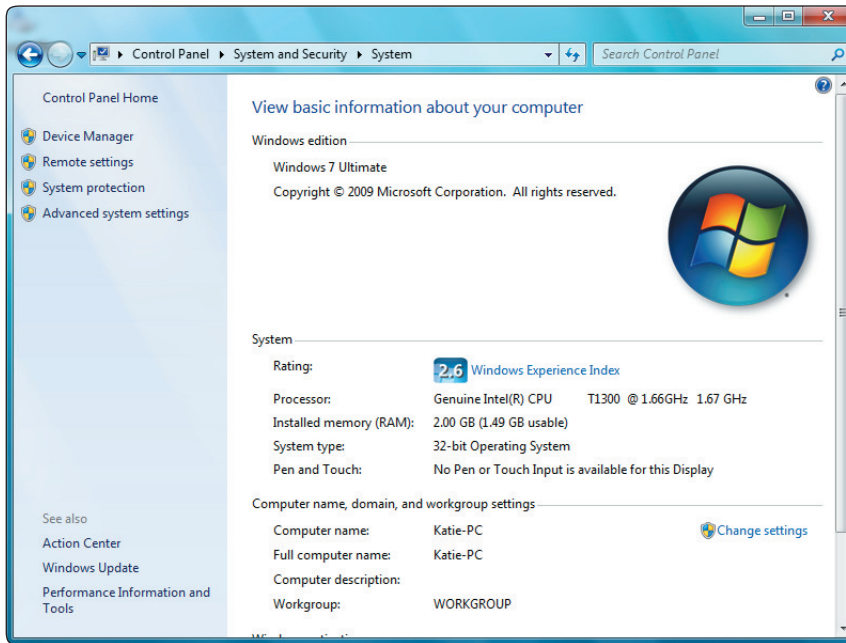 Control Panel System and Security System
Search Control Panel
Control Panel Home
Device Manager
Remote settings
System protection
Advanced system settings
See also
Action Center
Windows Update
Performance Information and
Tools
View basic information about your computer
Windows edition
Windows 7 Ultimate
Copyright © 2009 Microsoft Corporation. All rights reserved.
System
Rating: 2.6 Windows Experience Index
Processor: Genuine Intel(R) CPU T1300 @ 1.66GHz 1.67 GHz
Installed memory (RAM): 2.00 GB (1.49 GB usable)
System type: 32-bit Operating System
Pen and Touch: No Pen or Touch Input is available for this Display
Computer name, domain, and workgroup settings
Computer name: Katie-PC Change settings
Full computer name: Katie-PC
Computer description:
Workgroup: WORKGROUP